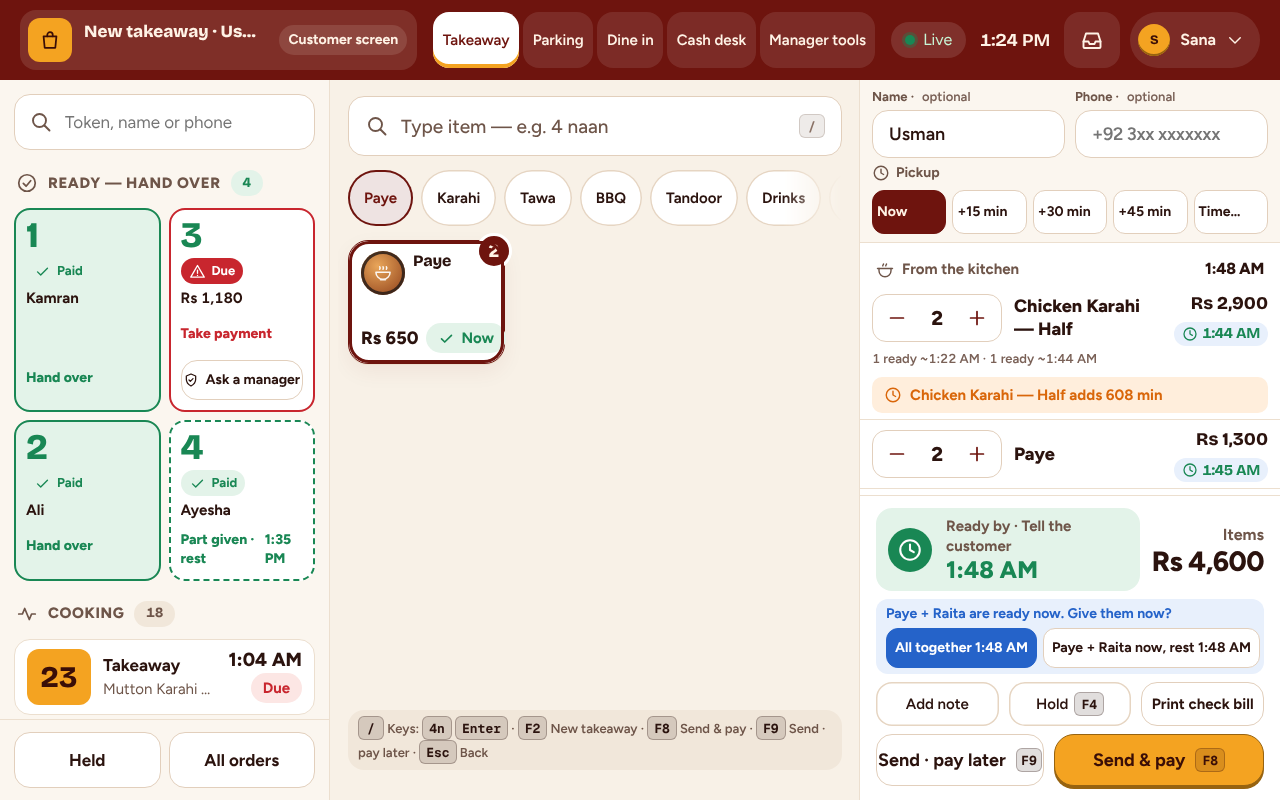 New takeaway · Us...
Customer screen
Takeaway
Parking
Dine in
Cash desk
Manager tools
Live
1:24 PM
S
Sana
Token, name or phone
READY — HAND OVER 4
1
Paid
Kamran
Hand over
3
Due
Rs 1,180
Take payment
Ask a manager
2
Paid
Ali
Hand over
4
Paid
Ayesha
Part given · rest
1:35 PM
COOKING 18
23
Takeaway
Mutton Karahi ...
1:04 AM
Due
Held
All orders
Type item — e.g. 4 naan
/
Paye
Karahi
Tawa
BBQ
Tandoor
Drinks
Paye
2
Rs 650
Now
/ Keys: 4n Enter · F2 New takeaway · F8 Send & pay · F9 Send ·
pay later · Esc Back
Name · optional
Usman
Phone · optional
+92 3xx xxxxxxx
Pickup
Now
+15 min
+30 min
+45 min
Time...
From the kitchen
1:48 AM
− 2 +
Chicken Karahi
— Half
Rs 2,900
1:44 AM
1 ready ~1:22 AM · 1 ready ~1:44 AM
Chicken Karahi — Half adds 608 min
− 2 +
Paye
Rs 1,300
1:45 AM
Ready by · Tell the
customer
1:48 AM
Items
Rs 4,600
Paye + Raita are ready now. Give them now?
All together 1:48 AM
Paye + Raita now, rest 1:48 AM
Add note
Hold F4
Print check bill
Send · pay later F9
Send & pay F8